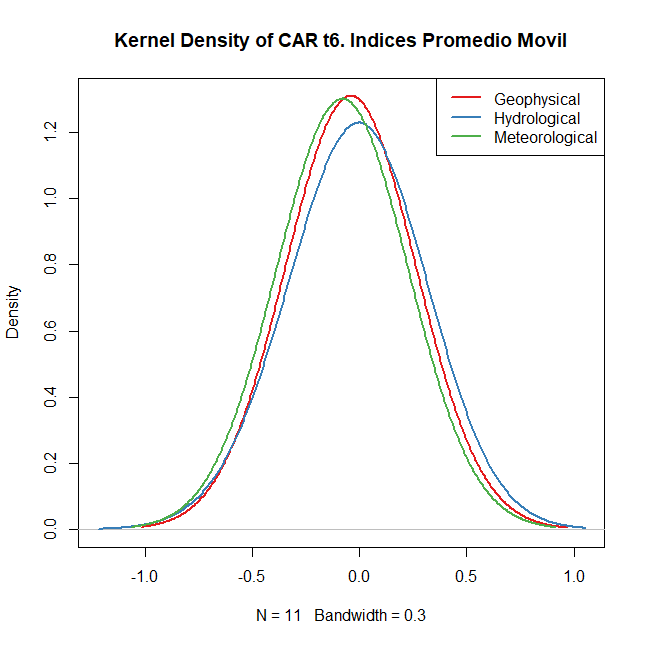 Kernel Density of CAR t6. Indices Promedio Movil
Geophysical
Hydrological
Meteorological
Density
1.2
1.0
0.8
0.6
0.4
0.2
0.0
-1.0 -0.5 0.0 0.5 1.0
N = 11 Bandwidth = 0.3